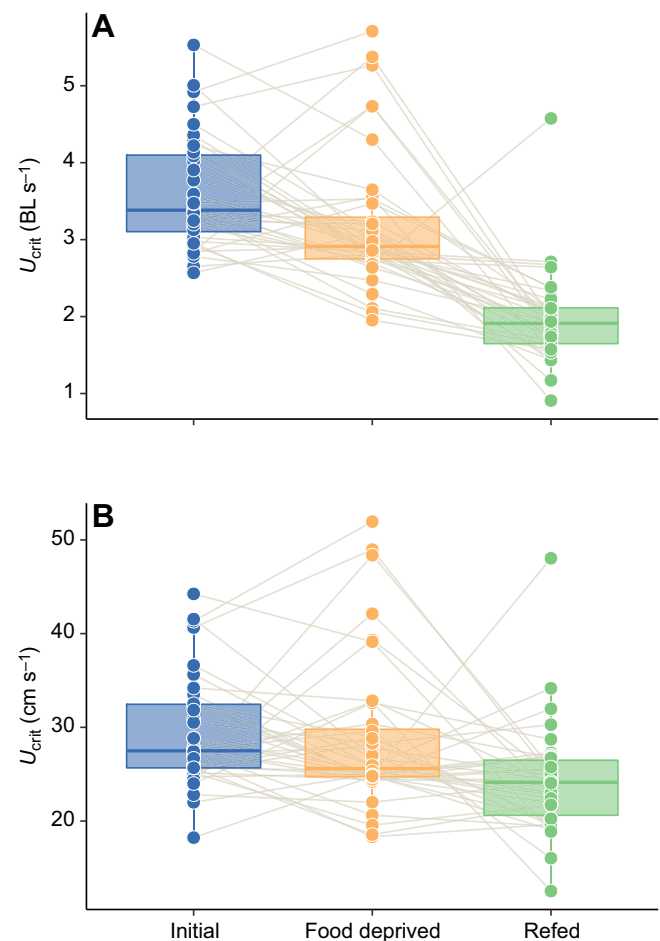 A
5
4
3
2
1
Ucrit (BL s–1)
B
50
40
30
20
Ucrit (cm s–1)
Initial Food deprived Refed